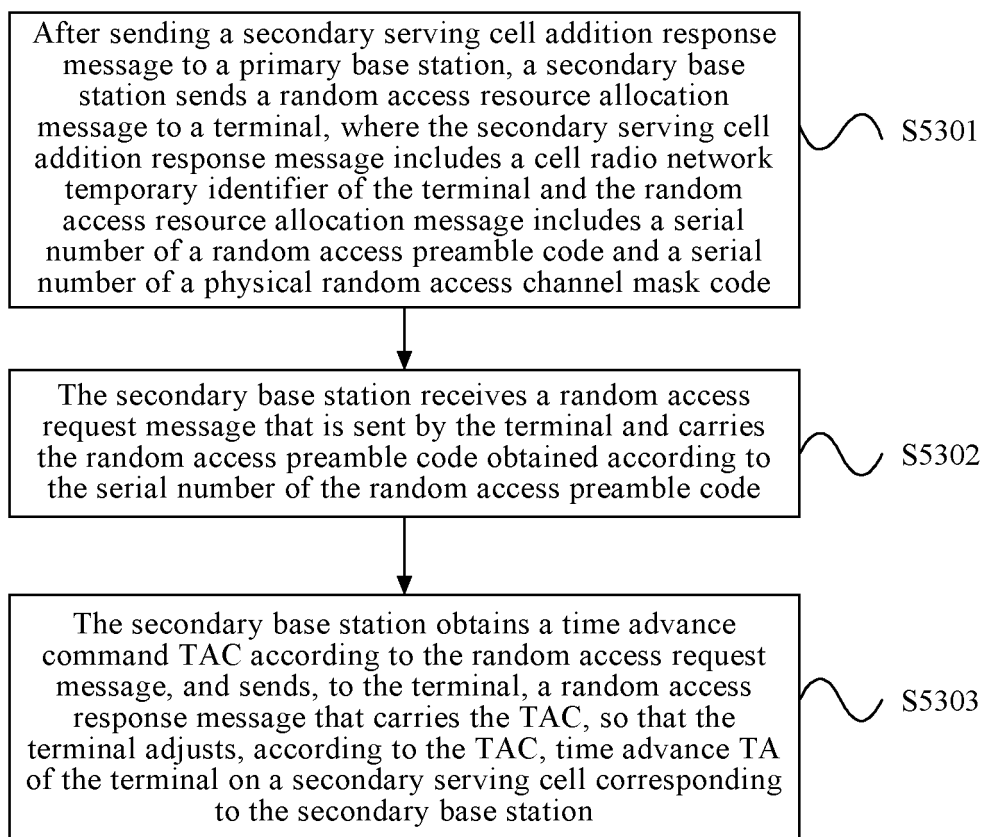 After sending a secondary serving cell addition response
message to a primary base station, a secondary base
station sends a random access resource allocation
message to a terminal, where the secondary serving cell
addition response message includes a cell radio network
temporary identifier of the terminal and the random
access resource allocation message includes a serial
number of a random access preamble code and a serial
number of a physical random access channel mask code
S5301
The secondary base station receives a random access
request message that is sent by the terminal and carries
the random access preamble code obtained according to
the serial number of the random access preamble code
S5302
The secondary base station obtains a time advance
command TAC according to the random access request
message, and sends, to the terminal, a random access
response message that carries the TAC, so that the
terminal adjusts, according to the TAC, time advance TA
of the terminal on a secondary serving cell corresponding
to the secondary base station
S5303